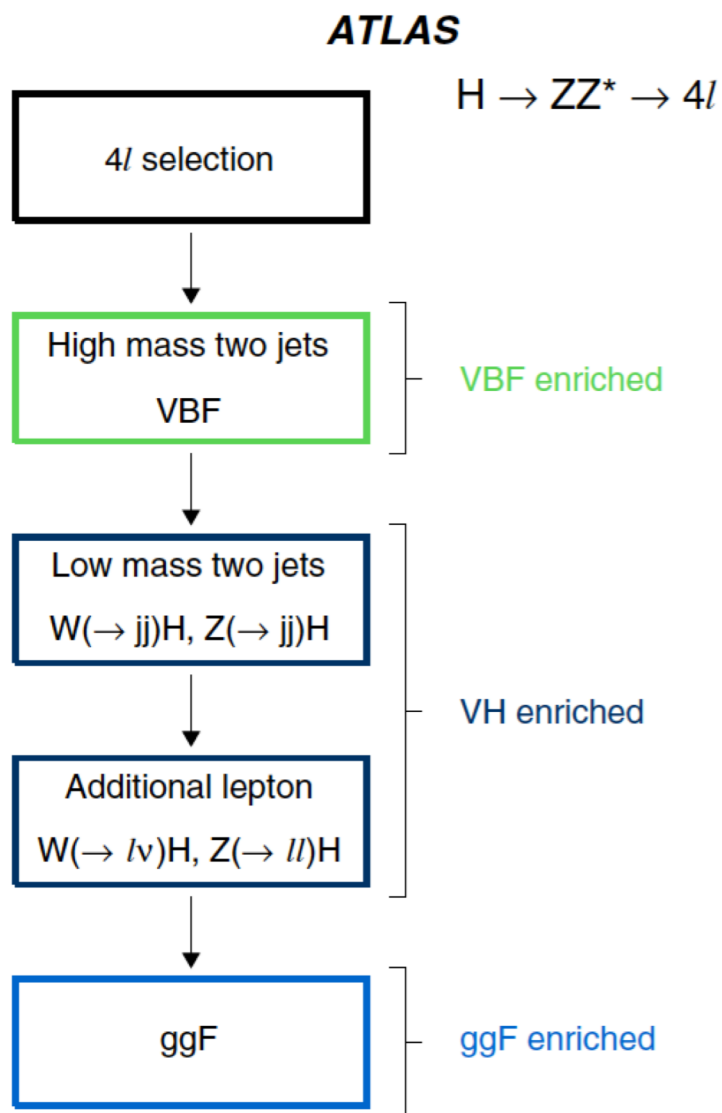 ATLAS
H → ZZ* → 4l
4l selection
High mass two jets
VBF
VBF enriched
Low mass two jets
W(→ jj)H, Z(→ jj)H
VH enriched
Additional lepton
W(→ lν)H, Z(→ ll)H
ggF
ggF enriched